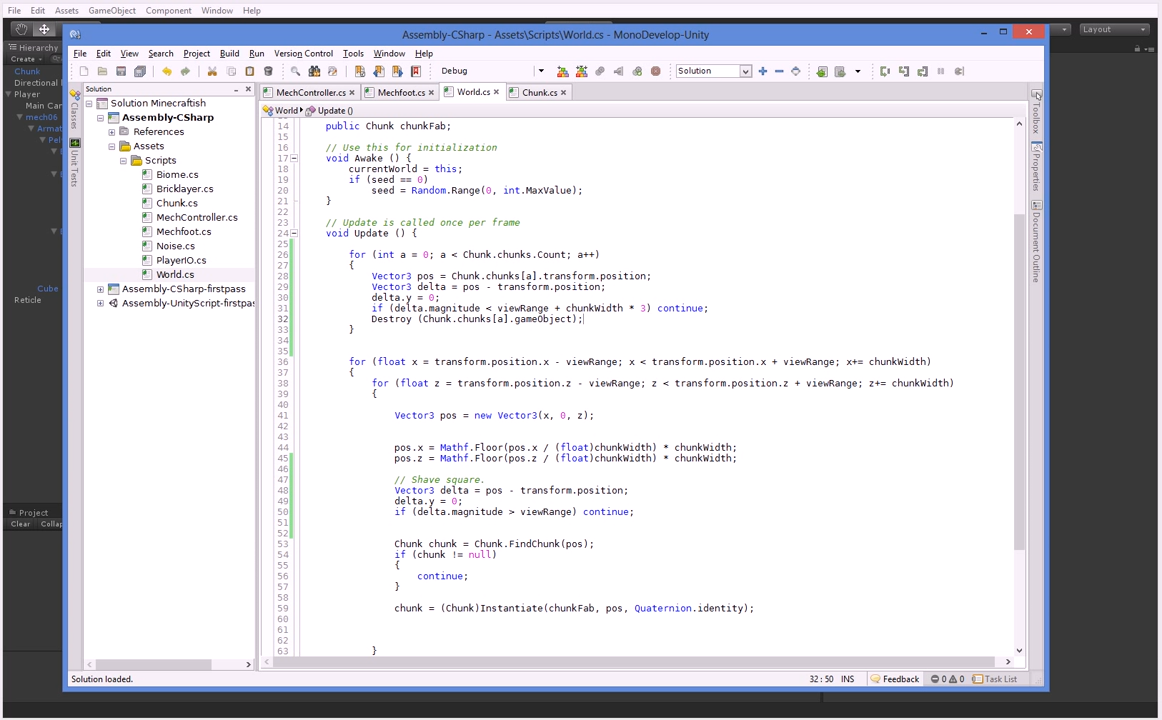 File Edit Assets GameObject Component Window Help
Assembly-CSharp - Assets\Scripts\World.cs - MonoDevelop-Unity
Layout
Hierarchy
Create
Chunk
Directional
Player
Main Can
mech06
Armat
Pel
Cube
Reticle
Project
Clear Collap
File Edit View Search Project Build Run Version Control Tools Window Help
Debug
Solution
Solution
MechController.cs Mechfoot.cs World.cs Chunk.cs
World Update ()
Classes
Unit Tests
Solution Minecraftish
Assembly-CSharp
References
Assets
Scripts
Biome.cs
Bricklayer.cs
Chunk.cs
MechController.cs
Mechfoot.cs
Noise.cs
PlayerIO.cs
World.cs
Assembly-CSharp-firstpass
Assembly-UnityScript-firstpas
14 public Chunk chunkFab;
15
16 // Use this for initialization
17 void Awake () {
18 currentWorld = this;
19 if (seed == 0)
20 seed = Random.Range(0, int.MaxValue);
21 }
22
23 // Update is called once per frame
24 void Update () {
25
26 for (int a = 0; a < Chunk.chunks.Count; a++)
27 {
28 Vector3 pos = Chunk.chunks[a].transform.position;
29 Vector3 delta = pos - transform.position;
30 delta.y = 0;
31 if (delta.magnitude < viewRange + chunkWidth * 3) continue;
32 Destroy (Chunk.chunks[a].gameObject);
33 }
34
35
36 for (float x = transform.position.x - viewRange; x < transform.position.x + viewRange; x+= chunkWidth)
37 {
38 for (float z = transform.position.z - viewRange; z < transform.position.z + viewRange; z+= chunkWidth)
39 {
40
41 Vector3 pos = new Vector3(x, 0, z);
42
43
44 pos.x = Mathf.Floor(pos.x / (float)chunkWidth) * chunkWidth;
45 pos.z = Mathf.Floor(pos.z / (float)chunkWidth) * chunkWidth;
46
47 // Shave square.
48 Vector3 delta = pos - transform.position;
49 delta.y = 0;
50 if (delta.magnitude > viewRange) continue;
51
52
53 Chunk chunk = Chunk.FindChunk(pos);
54 if (chunk != null)
55 {
56 continue;
57 }
58
59 chunk = (Chunk)Instantiate(chunkFab, pos, Quaternion.identity);
60
61
62
63 }
Toolbox
Properties
Document Outline
Solution loaded.
32 : 50 INS Feedback 0 0 Task List